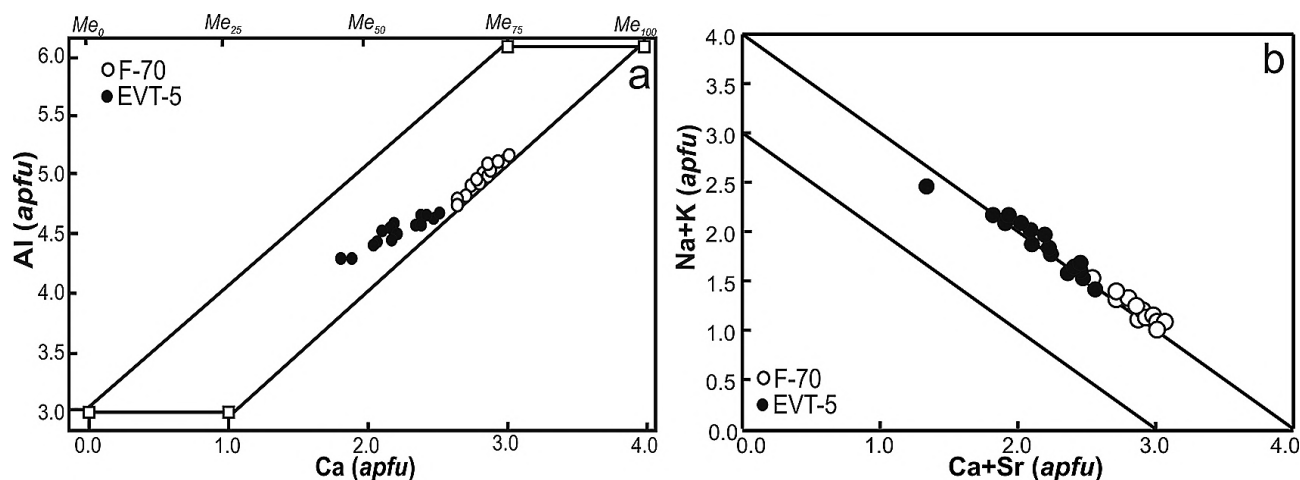 Me0 Me25 Me50 Me75 Me100
6.0
5.5
5.0
4.5
4.0
3.5
3.0
Al (apfu)
F-70
EVT-5
a
0.0 1.0 2.0 3.0 4.0
Ca (apfu)
4.0
3.5
3.0
2.5
2.0
1.5
1.0
0.5
0.0
Na+K (apfu)
b
F-70
EVT-5
0.0 1.0 2.0 3.0 4.0
Ca+Sr (apfu)